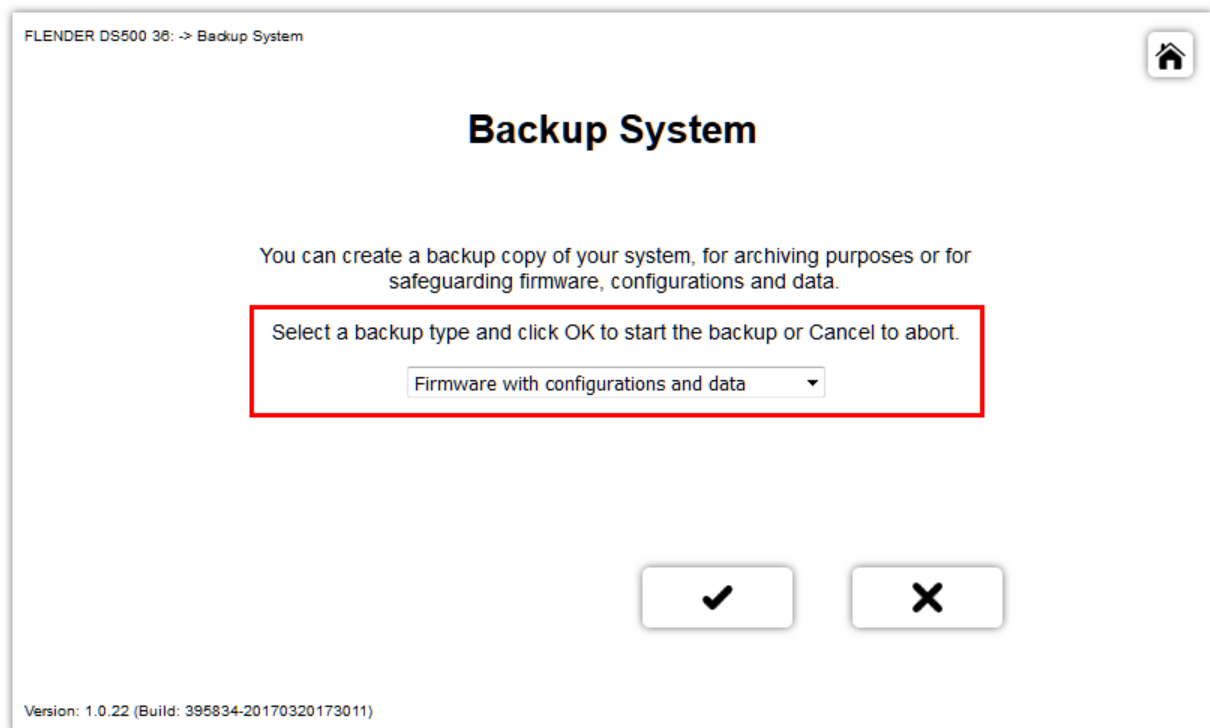 FLENDER DS500 36: -> Backup System
Backup System
You can create a backup copy of your system, for archiving purposes or for
safeguarding firmware, configurations and data.
Select a backup type and click OK to start the backup or Cancel to abort.
Firmware with configurations and data
Version: 1.0.22 (Build: 395834-20170320173011)